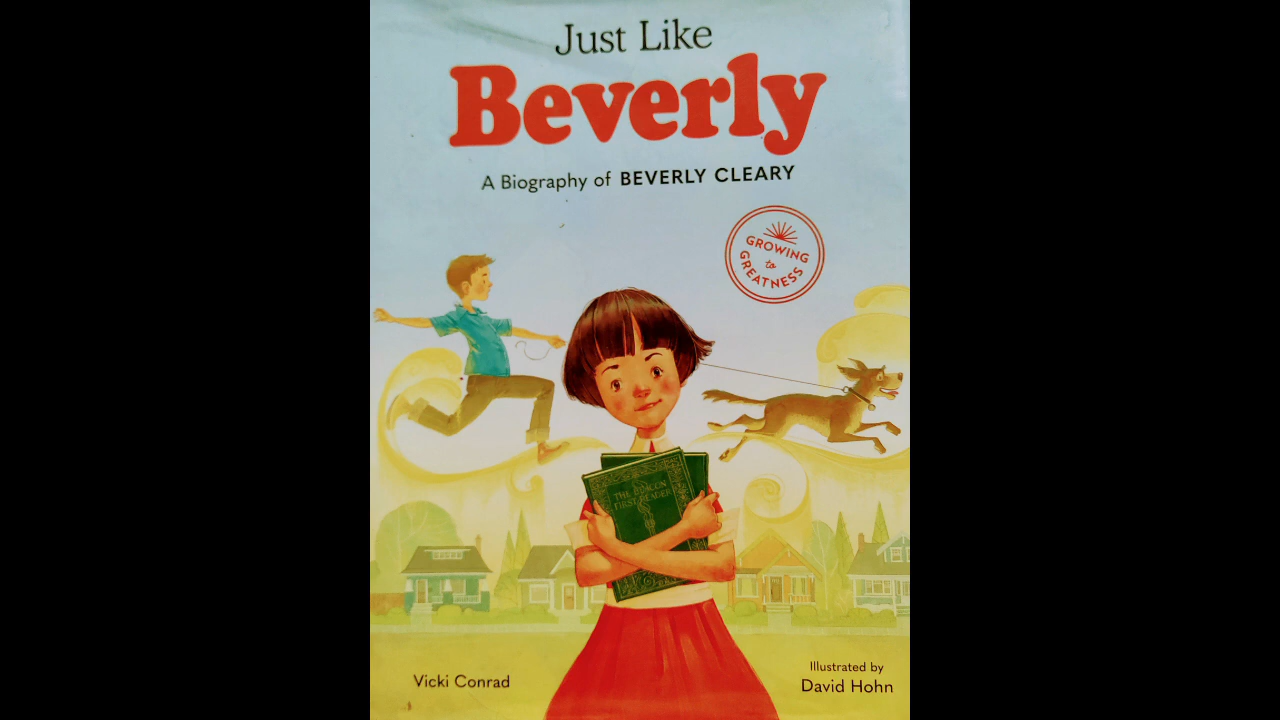 Just Like
Beverly
A Biography of BEVERLY CLEARY
GROWING
to
GREATNESS
THE BEACON
FIRST READER
Vicki Conrad
Illustrated by
David Hohn